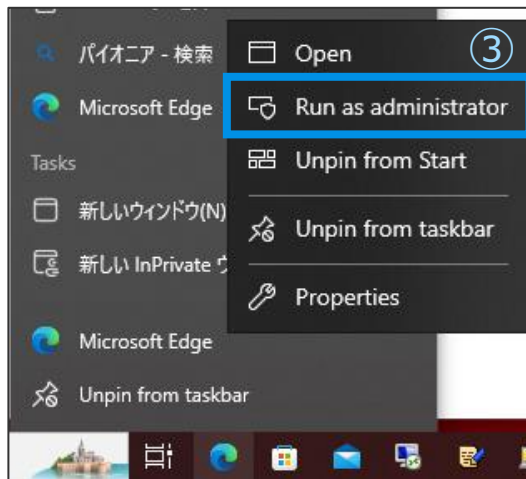 パイオニア - 検索
Microsoft Edge
Tasks
新しいウィンドウ(N)
新しい InPrivate ウ
Microsoft Edge
Unpin from taskbar
③
Open
Run as administrator
Unpin from Start
Unpin from taskbar
Properties